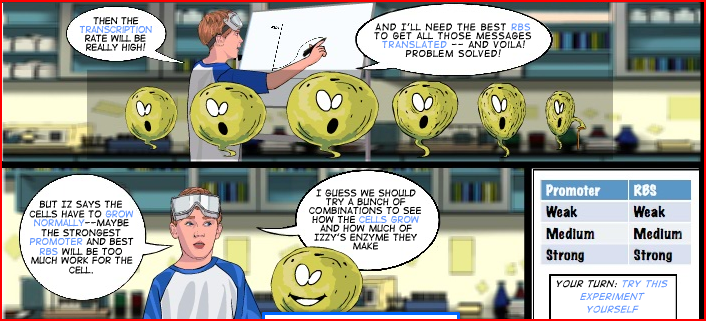 THEN THE
TRANSCRIPTION
RATE WILL BE
REALLY HIGH!
AND I'LL NEED THE BEST RBS
TO GET ALL THOSE MESSAGES
TRANSLATED -- AND VOILA!
PROBLEM SOLVED!
BUT IZ SAYS THE
CELLS HAVE TO GROW
NORMALLY--MAYBE
THE STRONGEST
PROMOTER AND BEST
RBS WILL BE TOO
MUCH WORK FOR THE
CELL.
I GUESS WE SHOULD
TRY A BUNCH OF
COMBINATIONS TO SEE
HOW THE CELLS GROW
AND HOW MUCH OF
IZZY'S ENZYME THEY
MAKE
Promoter RBS
Weak Weak
Medium Medium
Strong Strong
YOUR TURN: TRY THIS
EXPERIMENT
YOURSELF